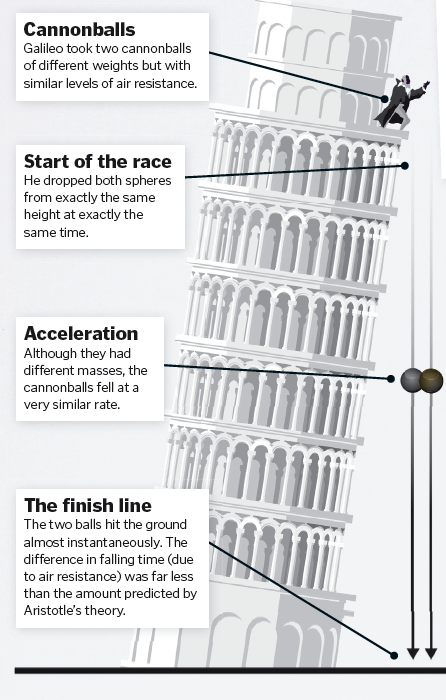 Cannonballs
Galileo took two cannonballs
of different weights but with
similar levels of air resistance.
Start of the race
He dropped both spheres
from exactly the same
height at exactly the
same time.
Acceleration
Although they had
different masses, the
cannonballs fell at a
very similar rate.
The finish line
The two balls hit the ground
almost instantaneously. The
difference in falling time (due
to air resistance) was far less
than the amount predicted by
Aristotle's theory.